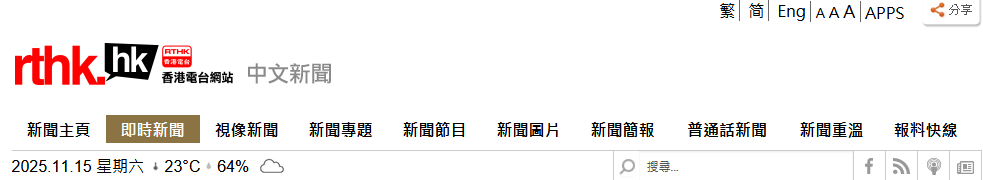 繁 简 Eng A A A APPS 分享
rthk.hk RTHK 香港電台 香港電台網站 中文新聞
新聞主頁 即時新聞 視像新聞 新聞專題 新聞節目 新聞圖片 新聞簡報 普通話新聞 新聞重溫 報料快線
2025.11.15 星期六 23°C 64% 搜尋...